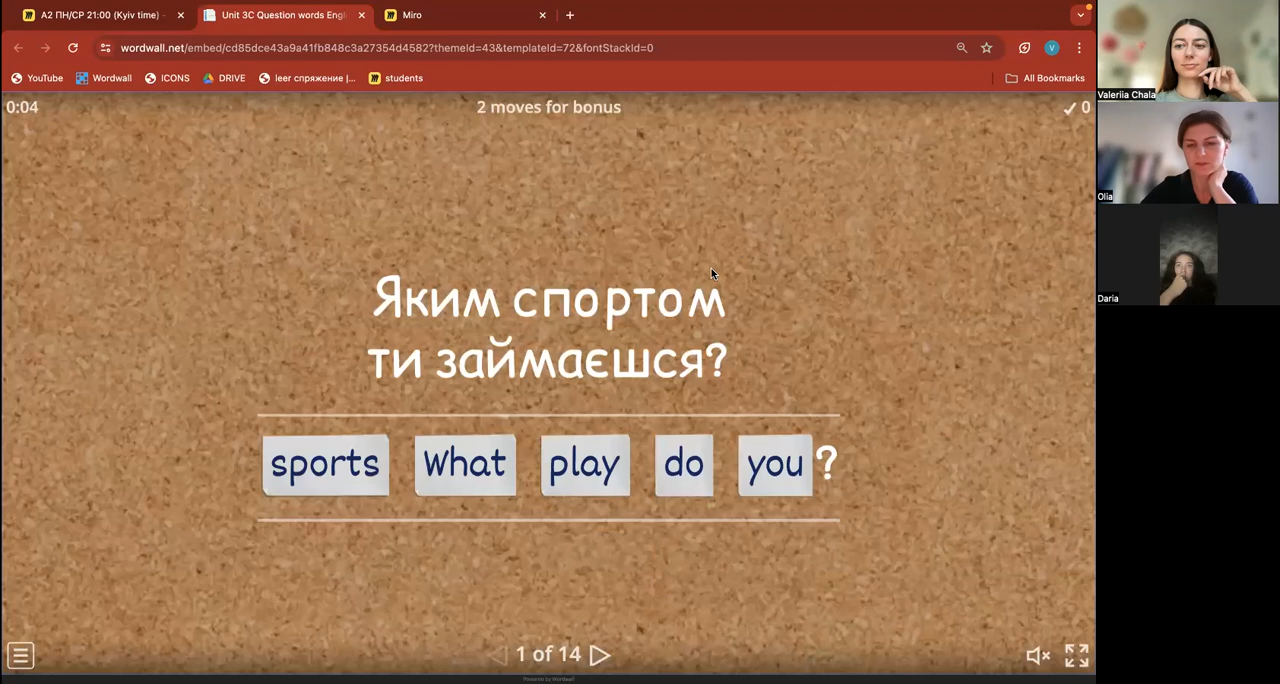 A2 ПН/СР 21:00 (Kyiv time) -
Unit 3C Question words Engl
Miro
wordwall.net/embed/cd85dce43a9a41fb848c3a27354d4582?themeId=43&templateId=72&fontStackId=0
V
YouTube
Wordwall
ICONS
DRIVE
leer спряжение |...
students
All Bookmarks
0:04
2 moves for bonus
0
Яким спортом
ти займаєшся?
sports What play do you ?
1 of 14
Valeriia Chala
Olia
Daria